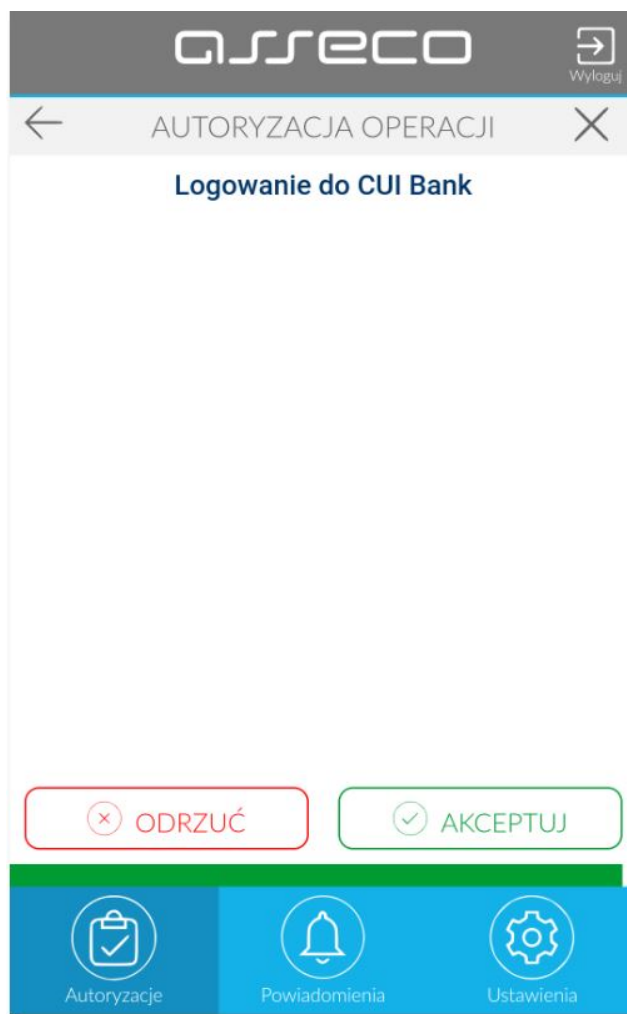 asseco
Wyloguj
AUTORYZACJA OPERACJI
Logowanie do CUI Bank
ODRZUĆ
AKCEPTUJ
Autoryzacje
Powiadomienia
Ustawienia